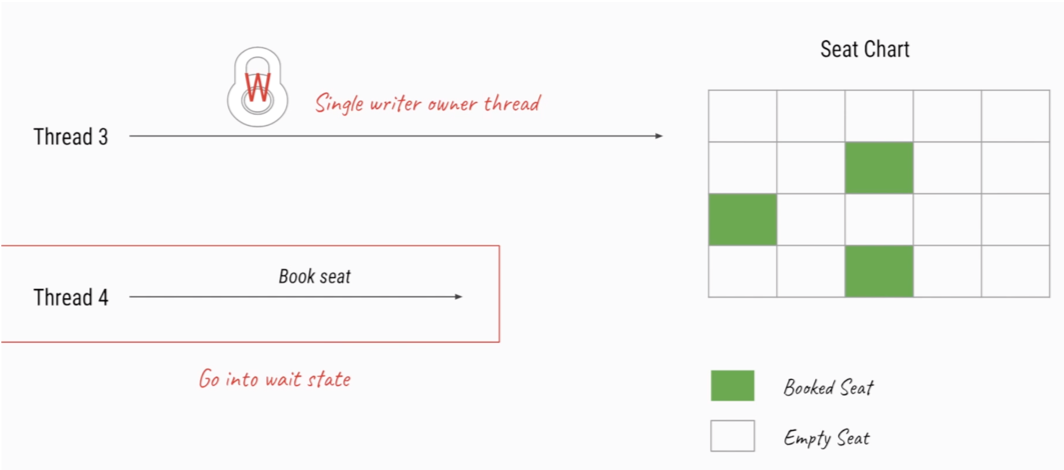 Seat Chart
W
Single writer owner thread
Thread 3
Book seat
Thread 4
Go into wait state
Booked Seat
Empty Seat